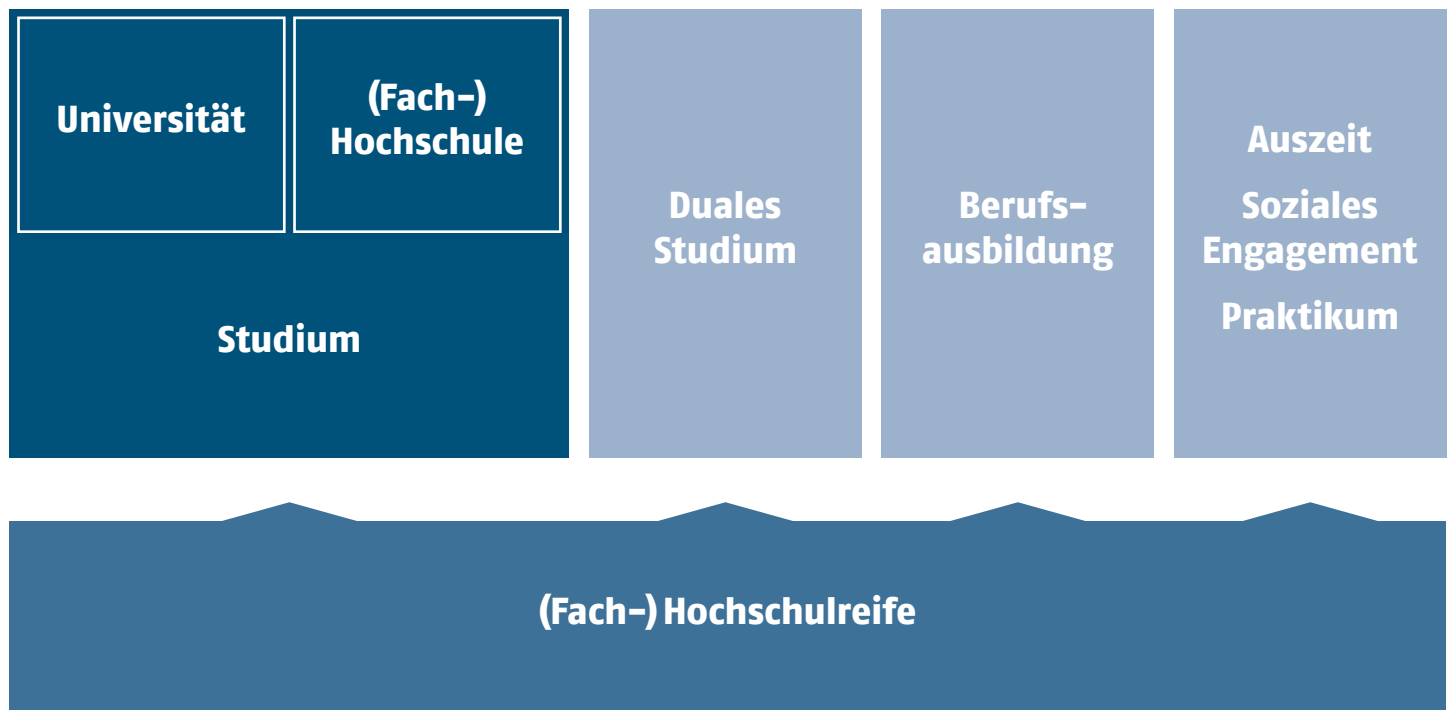 Universität
(Fach-)
Hochschule
Studium
Duales
Studium
Berufs-
ausbildung
Auszeit
Soziales
Engagement
Praktikum
(Fach-) Hochschulreife